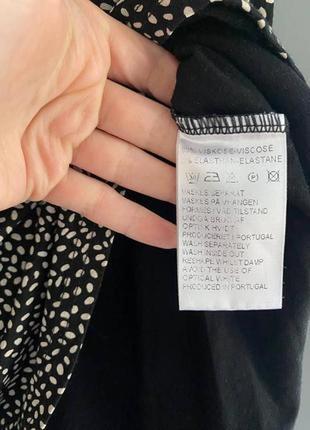 VISKOSE-VISCOSE
ELASTHAN-ELASTANE
VASKES SEPARAT
VASKES PÅ VRANGEN
FORMES I VÅD TILSTAND
UNDGÅ BRUG AF
OPTISK HVIDT
PRODUCERET I PORTUGAL
WASH SEPARATELY
WASH INSIDE OUT
RESHAPE WHILST DAMP
AVOID THE USE OF
OPTICAL WHITE
PRODUCED IN PORTUGAL